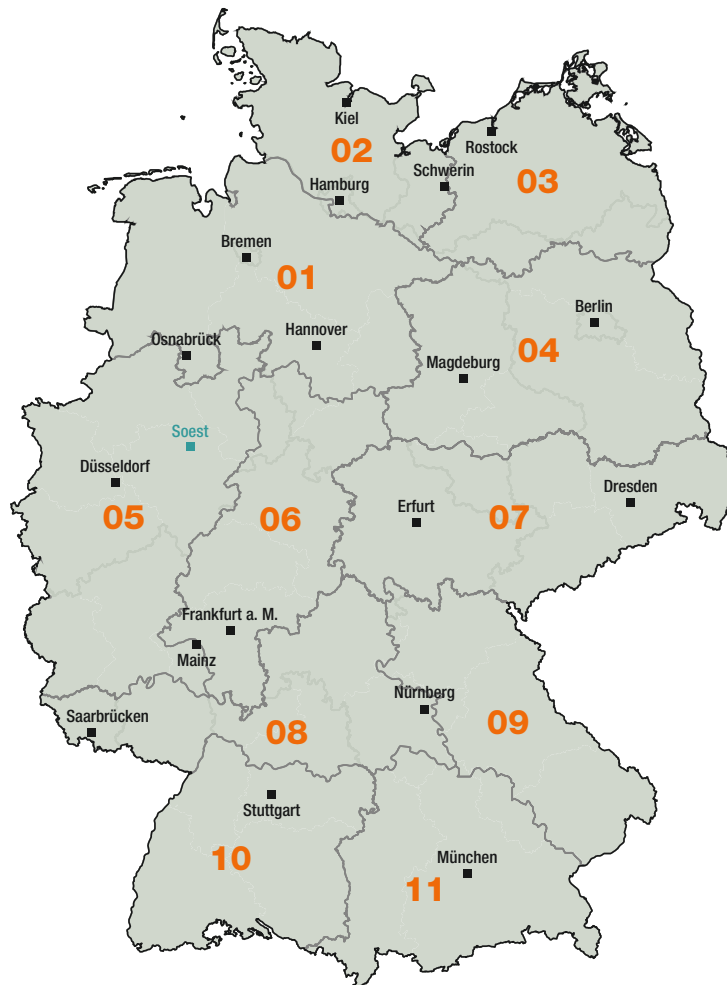 Kiel
02
Rostock
Schwerin
03
Hamburg
Bremen
01
Berlin
Hannover
Osnabrück
04
Magdeburg
Soest
Düsseldorf
Dresden
05
06
Erfurt
07
Frankfurt a. M.
Mainz
Nürnberg
Saarbrücken
08
09
Stuttgart
10
München
11